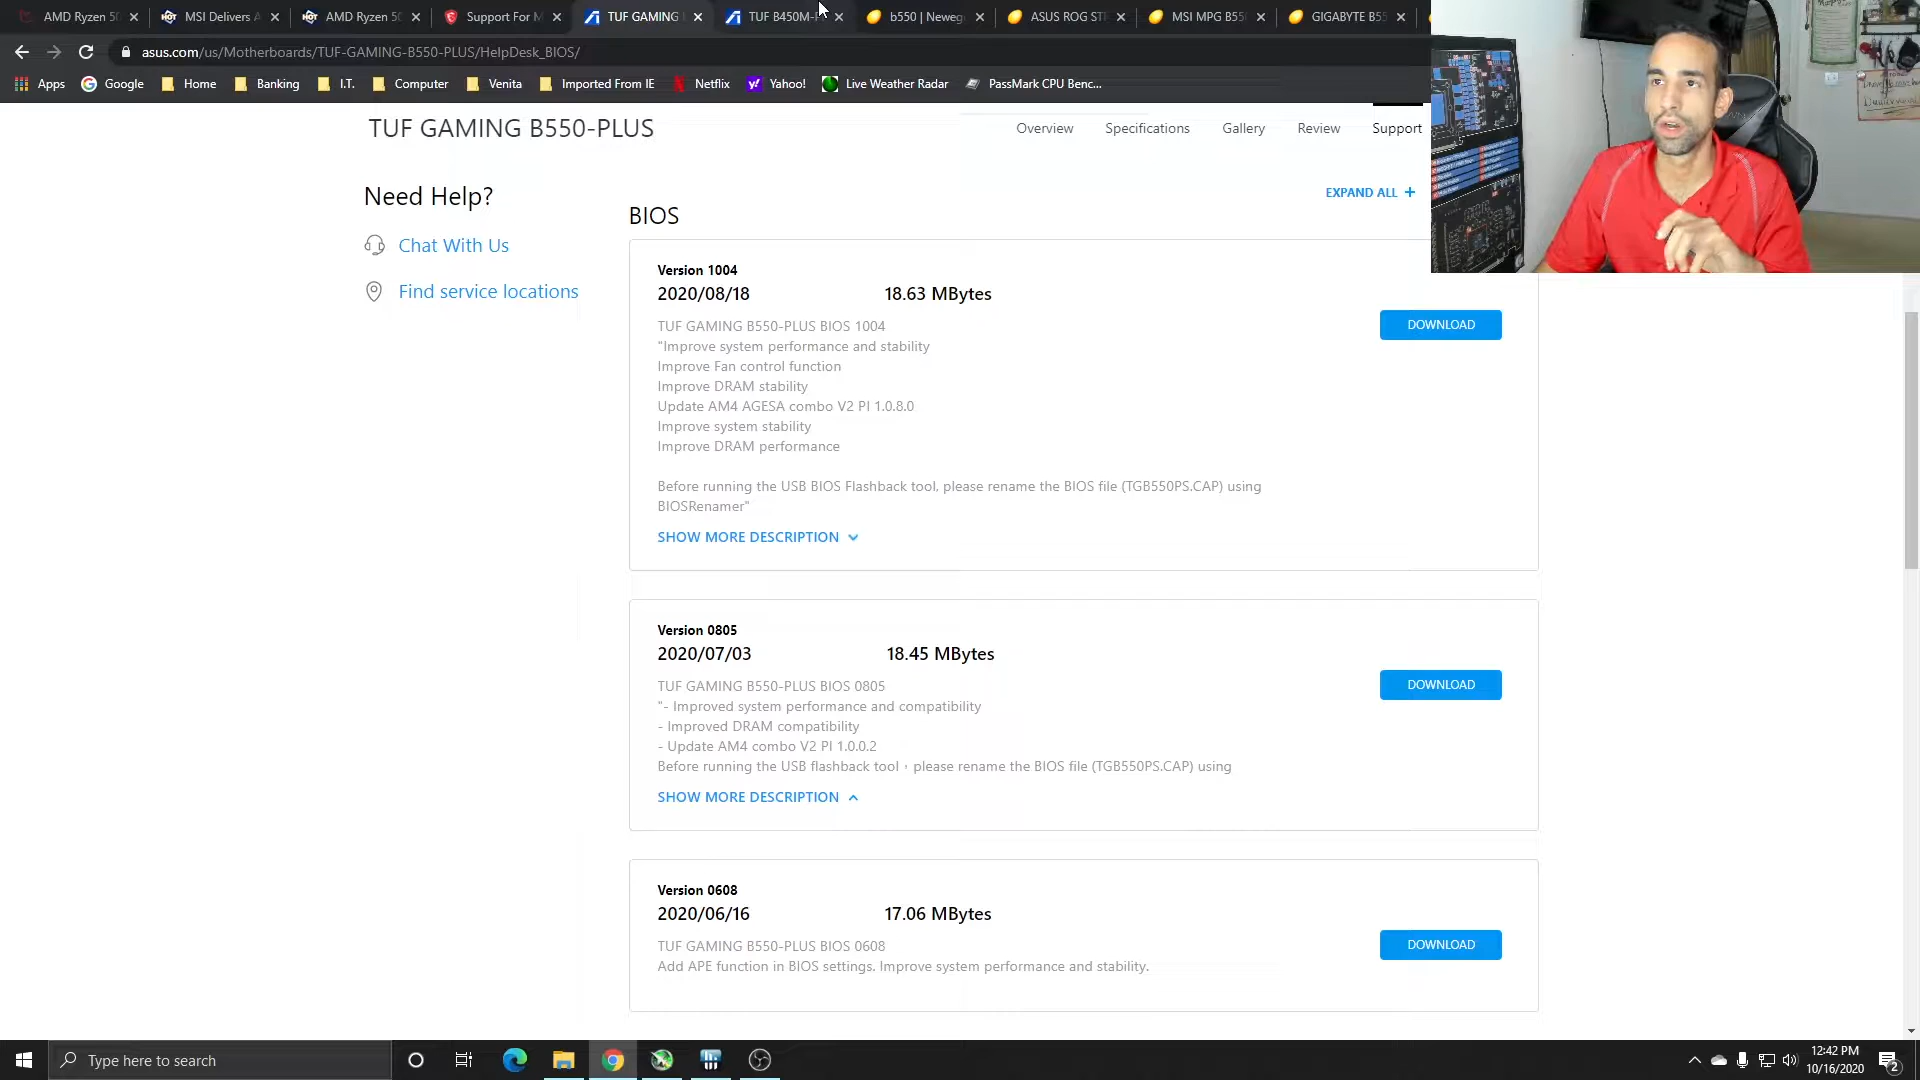 AMD Ryzen 50
MSI Delivers A
AMD Ryzen 50
Support For M
TUF GAMING
TUF B450M-
b550 | Neweg
ASUS ROG ST
MSI MPG B55
GIGABYTE B55
asus.com/us/Motherboards/TUF-GAMING-B550-PLUS/HelpDesk_BIOS/
Apps
Google
Home
Banking
I.T.
Computer
Venita
Imported From IE
Netflix
Yahoo!
Live Weather Radar
PassMark CPU Benc...
TUF GAMING B550-PLUS
Overview
Specifications
Gallery
Review
Support
Need Help?
Chat With Us
Find service locations
EXPAND ALL +
BIOS
Version 1004
2020/08/18
18.63 MBytes
DOWNLOAD
TUF GAMING B550-PLUS BIOS 1004
"Improve system performance and stability
Improve Fan control function
Improve DRAM stability
Update AM4 AGESA combo V2 PI 1.0.8.0
Improve system stability
Improve DRAM performance
Before running the USB BIOS Flashback tool, please rename the BIOS file (TGB550PS.CAP) using
BIOSRenamer"
SHOW MORE DESCRIPTION
Version 0805
2020/07/03
18.45 MBytes
DOWNLOAD
TUF GAMING B550-PLUS BIOS 0805
"- Improved system performance and compatibility
- Improved DRAM compatibility
- Update AM4 combo V2 PI 1.0.0.2
Before running the USB flashback tool，please rename the BIOS file (TGB550PS.CAP) using
SHOW MORE DESCRIPTION
Version 0608
2020/06/16
17.06 MBytes
DOWNLOAD
TUF GAMING B550-PLUS BIOS 0608
Add APE function in BIOS settings. Improve system performance and stability.
Type here to search
12:42 PM
10/16/2020
2